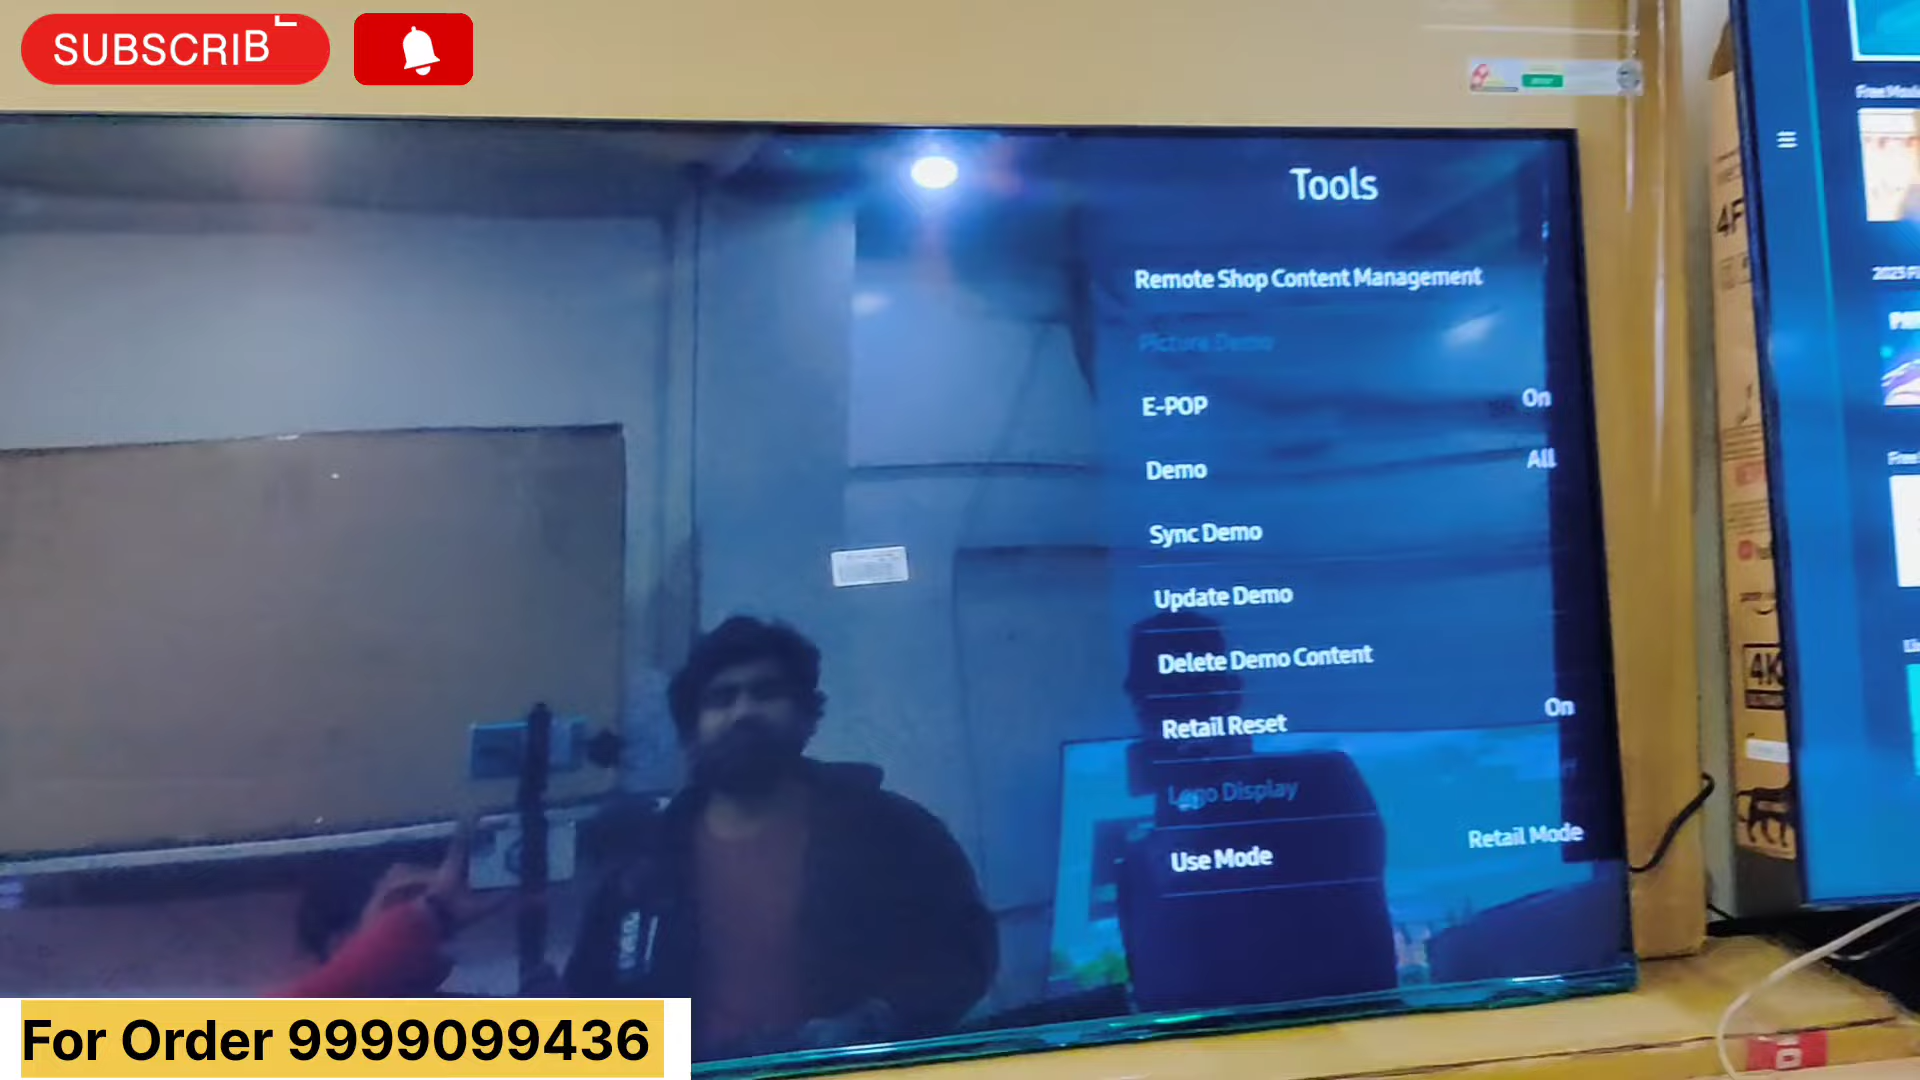 SUBSCRIB
Tools
Remote Shop Content Management
Picture Demo
E-POP On
Demo All
Sync Demo
Update Demo
Delete Demo Content
Retail Reset On
Logo Display
Use Mode Retail Mode
4K
For Order 9999099436